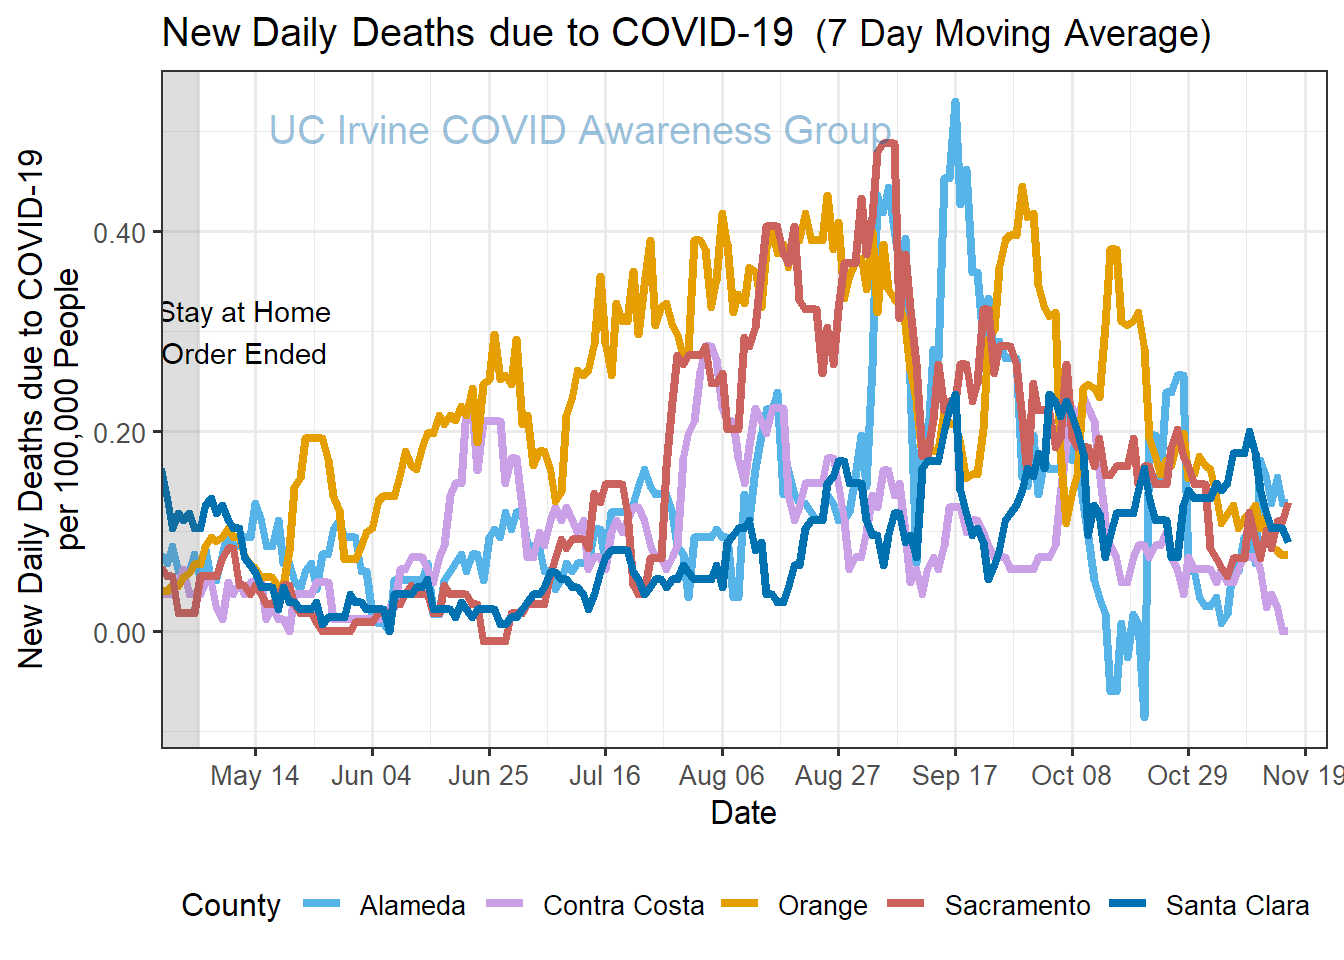 New Daily Deaths due to COVID-19 (7 Day Moving Average)
UC Irvine COVID Awareness Group
New Daily Deaths due to COVID-19
per 100,000 People
0.40
0.20
0.00
Stay at Home
Order Ended
May 14 Jun 04 Jun 25 Jul 16 Aug 06 Aug 27 Sep 17 Oct 08 Oct 29 Nov 19
Date
County Alameda Contra Costa Orange Sacramento Santa Clara